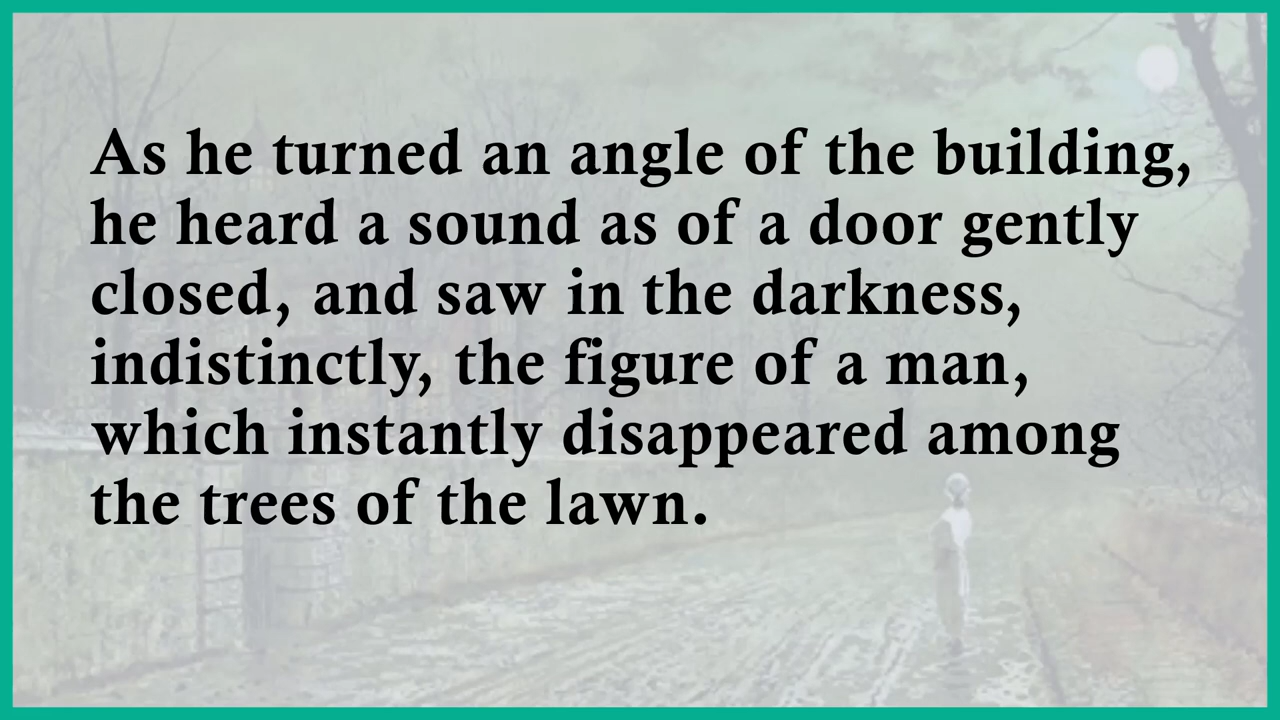 As he turned an angle of the building,
he heard a sound as of a door gently
closed, and saw in the darkness,
indistinctly, the figure of a man,
which instantly disappeared among
the trees of the lawn.